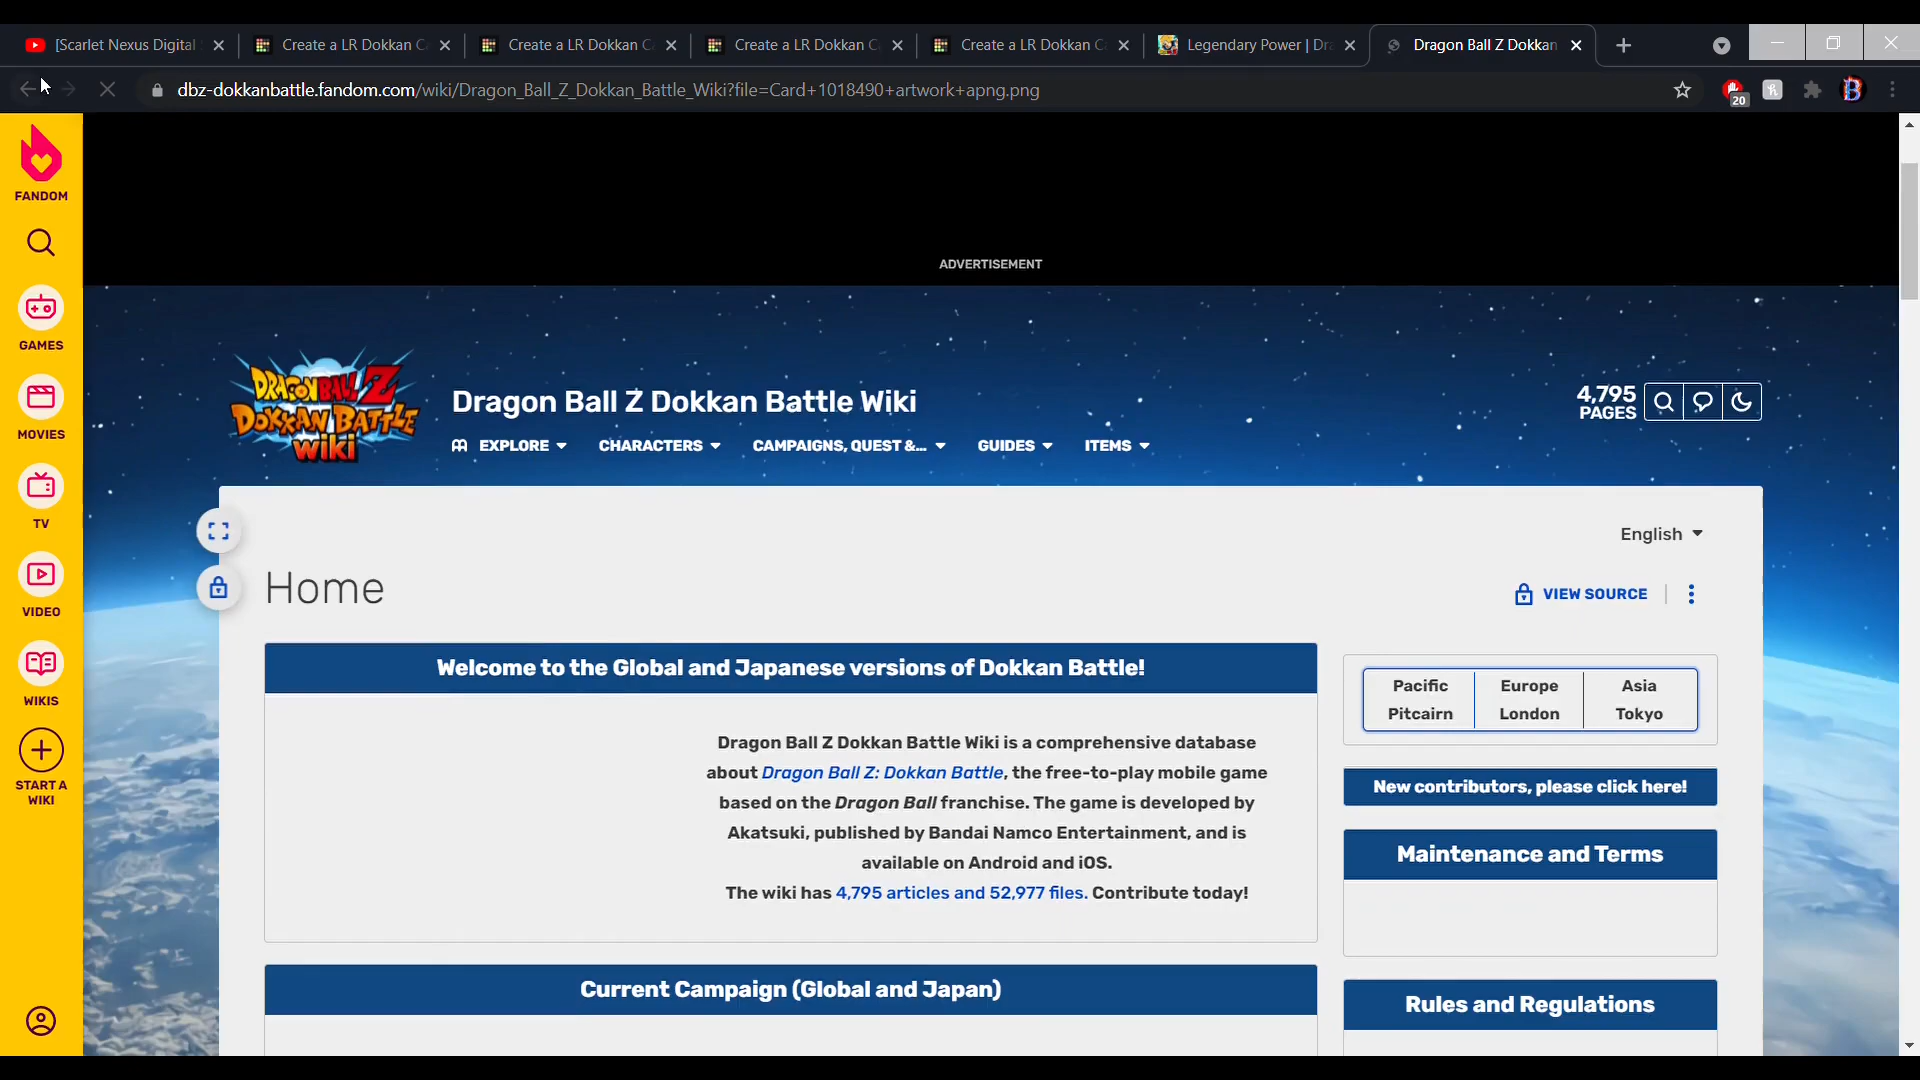 [Scarlet Nexus Digital
Create a LR Dokkan C
Create a LR Dokkan C
Create a LR Dokkan C
Create a LR Dokkan C
Legendary Power | Dra
Dragon Ball Z Dokkan
dbz-dokkanbattle.fandom.com/wiki/Dragon_Ball_Z_Dokkan_Battle_Wiki?file=Card+1018490+artwork+apng.png
20
FANDOM
GAMES
MOVIES
TV
VIDEO
WIKIS
START A
WIKI
ADVERTISEMENT
DRAGON BALL Z
DOKKAN BATTLE
wiki
Dragon Ball Z Dokkan Battle Wiki
EXPLORE
CHARACTERS
CAMPAIGNS, QUEST &...
GUIDES
ITEMS
4,795
PAGES
English
Home
VIEW SOURCE
Welcome to the Global and Japanese versions of Dokkan Battle!
Dragon Ball Z Dokkan Battle Wiki is a comprehensive database
about Dragon Ball Z: Dokkan Battle, the free-to-play mobile game
based on the Dragon Ball franchise. The game is developed by
Akatsuki, published by Bandai Namco Entertainment, and is
available on Android and iOS.
The wiki has 4,795 articles and 52,977 files. Contribute today!
Current Campaign (Global and Japan)
Pacific
Pitcairn
Europe
London
Asia
Tokyo
New contributors, please click here!
Maintenance and Terms
Rules and Regulations